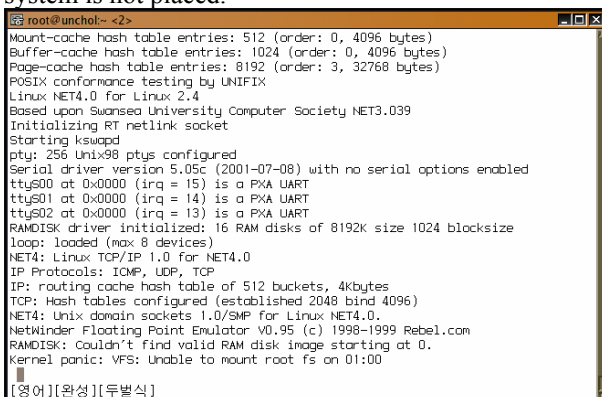 system is not placed.
root@unchol:~ <2>
Mount-cache hash table entries: 512 (order: 0, 4096 bytes)
Buffer-cache hash table entries: 1024 (order: 0, 4096 bytes)
Page-cache hash table entries: 8192 (order: 3, 32768 bytes)
POSIX conformance testing by UNIFIX
Linux NET4.0 for Linux 2.4
Based upon Swansea University Computer Society NET3.039
Initializing RT netlink socket
Starting kswapd
pty: 256 Unix98 ptys configured
Serial driver version 5.05c (2001-07-08) with no serial options enabled
ttyS00 at 0x0000 (irq = 15) is a PXA UART
ttyS01 at 0x0000 (irq = 14) is a PXA UART
ttyS02 at 0x0000 (irq = 13) is a PXA UART
RAMDISK driver initialized: 16 RAM disks of 8192K size 1024 blocksize
loop: loaded (max 8 devices)
NET4: Linux TCP/IP 1.0 for NET4.0
IP Protocols: ICMP, UDP, TCP
IP: routing cache hash table of 512 buckets, 4Kbytes
TCP: Hash tables configured (established 2048 bind 4096)
NET4: Unix domain sockets 1.0/SMP for Linux NET4.0.
NetWinder Floating Point Emulator V0.95 (c) 1998-1999 Rebel.com
RAMDISK: Couldn't find valid RAM disk image starting at 0.
Kernel panic: VFS: Unable to mount root fs on 01:00
[영어][완성][두벌식]